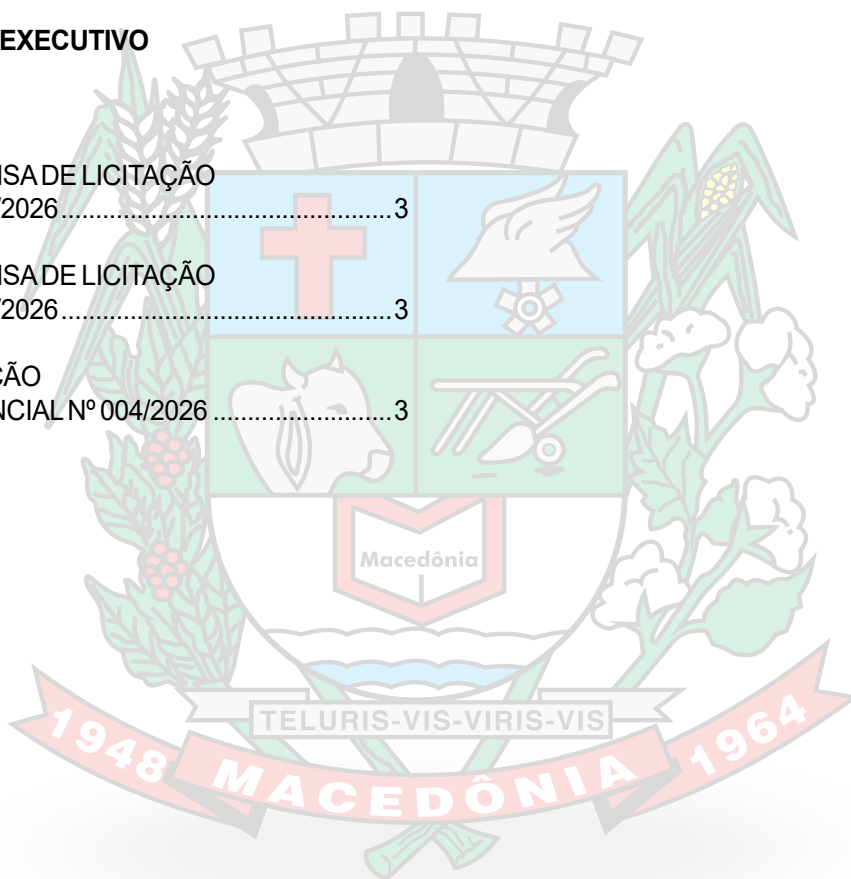 EXECUTIVO
ISA DE LICITAÇÃO
/2026 ................................................ 3
ISA DE LICITAÇÃO
/2026 ................................................ 3
ÇÃO
NCIAL Nº 004/2026 .......................... 3
Macedônia
TELURIS-VIS-VIRIS-VIS
1948 MACEDÔNIA 1964